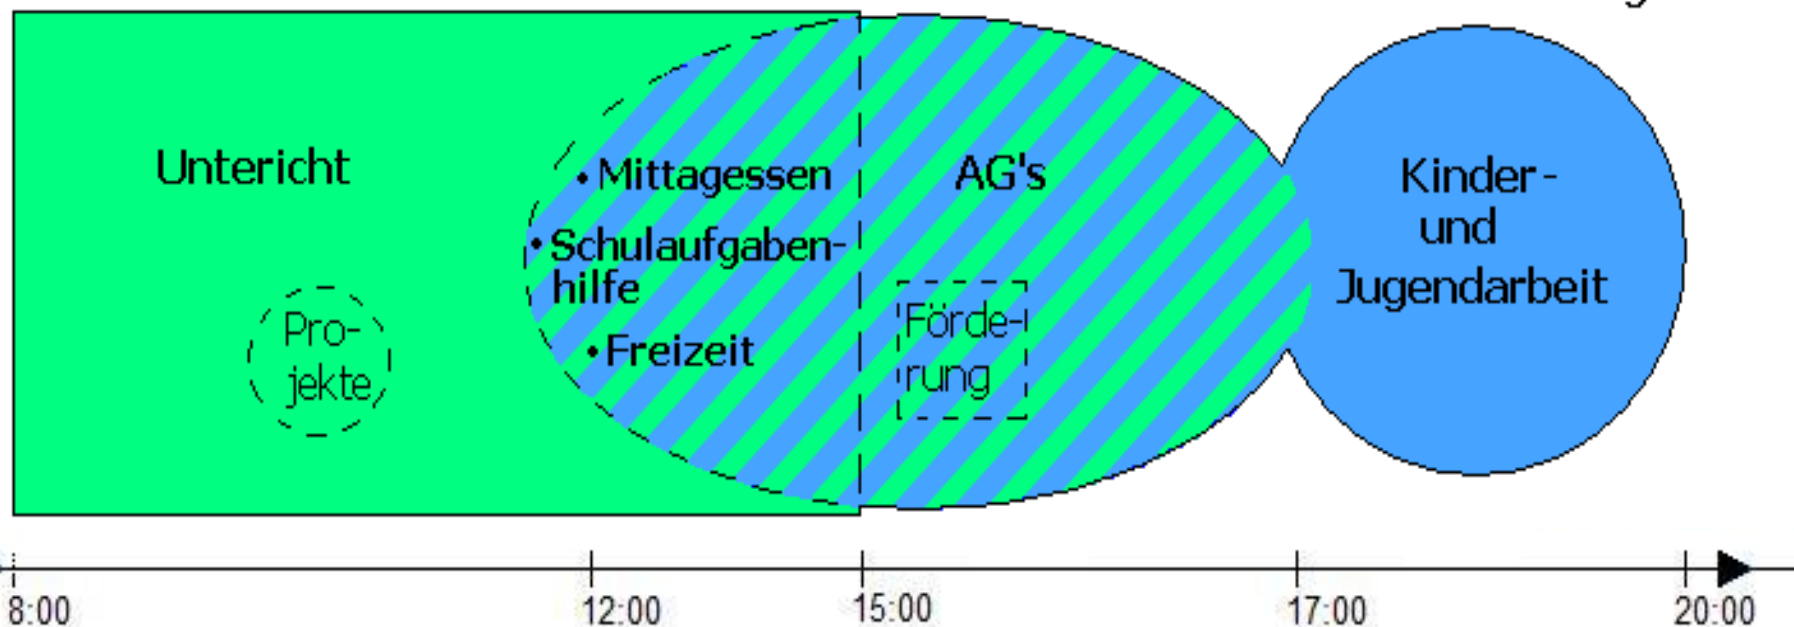 Untericht
Pro-
jekte
• Mittagessen
• Schulaufgaben-
hilfe
• Freizeit
AG's
Förde-
rung
Kinder-
und
Jugendarbeit
8:00
12:00
15:00
17:00
20:00